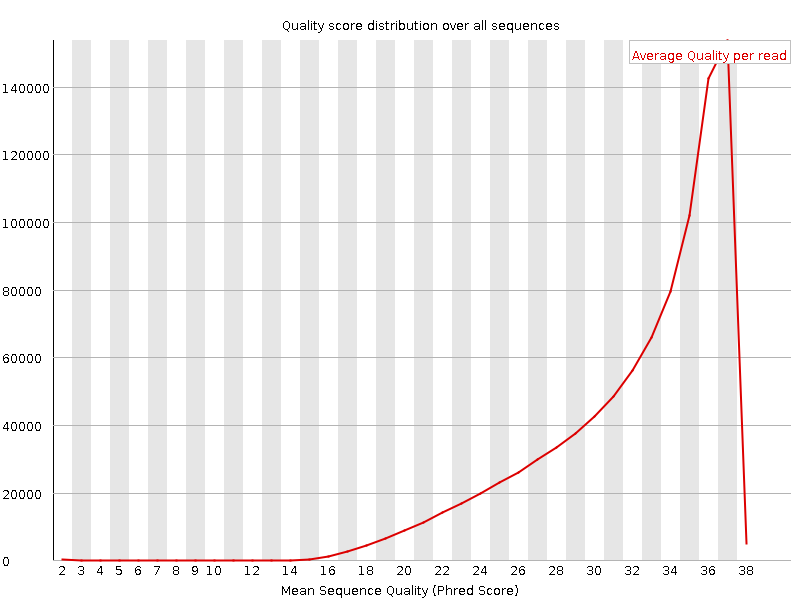 Quality score distribution over all sequences
Average Quality per read
140000
120000
100000
80000
60000
40000
20000
0
2 3 4 5 6 7 8 9 10 12 14 16 18 20 22 24 26 28 30 32 34 36 38
Mean Sequence Quality (Phred Score)